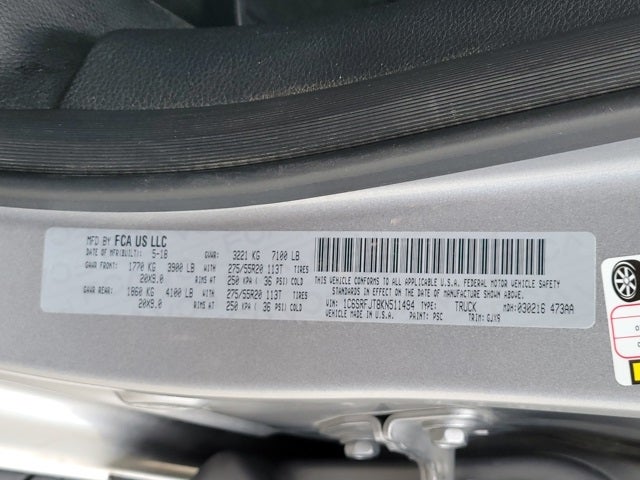 MFD BY FCA US LLC
DATE OF MFR(BUILT): 5-18 GVWR: 3221 KG 7100 LB
GAWR FRONT: 1770 KG 3900 LB WITH 275/55R20 113T TIRES
20X9.0 RIMS AT 250 KPA ( 36 PSI) COLD
GAWR REAR: 1860 KG 4100 LB WITH 275/55R20 113T TIRES
20X9.0 RIMS AT 250 KPA ( 36 PSI) COLD
THIS VEHICLE CONFORMS TO ALL APPLICABLE U.S.A. FEDERAL MOTOR VEHICLE SAFETY
STANDARDS IN EFFECT ON THE DATE OF MANUFACTURE SHOWN ABOVE.
VIN: 1C6SRFJT8KN511494 TYPE: TRUCK MDH: 030216 473AA
VEHICLE MADE IN U.S.A. PAINT: PSC TRIM: GJX9